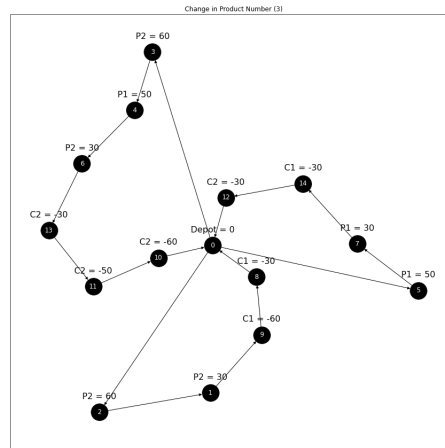 Change in Product Number (3)
P2 = 60
3
P1 = 50
4
P2 = 30
6
C1 = -30
14
C2 = -30
12
C2 = -30
13
Depot = 0
0
P1 = 30
7
C2 = -60
10
C1 = -30
8
C2 = -50
11
P1 = 50
5
C1 = -60
9
P2 = 30
1
P2 = 60
2